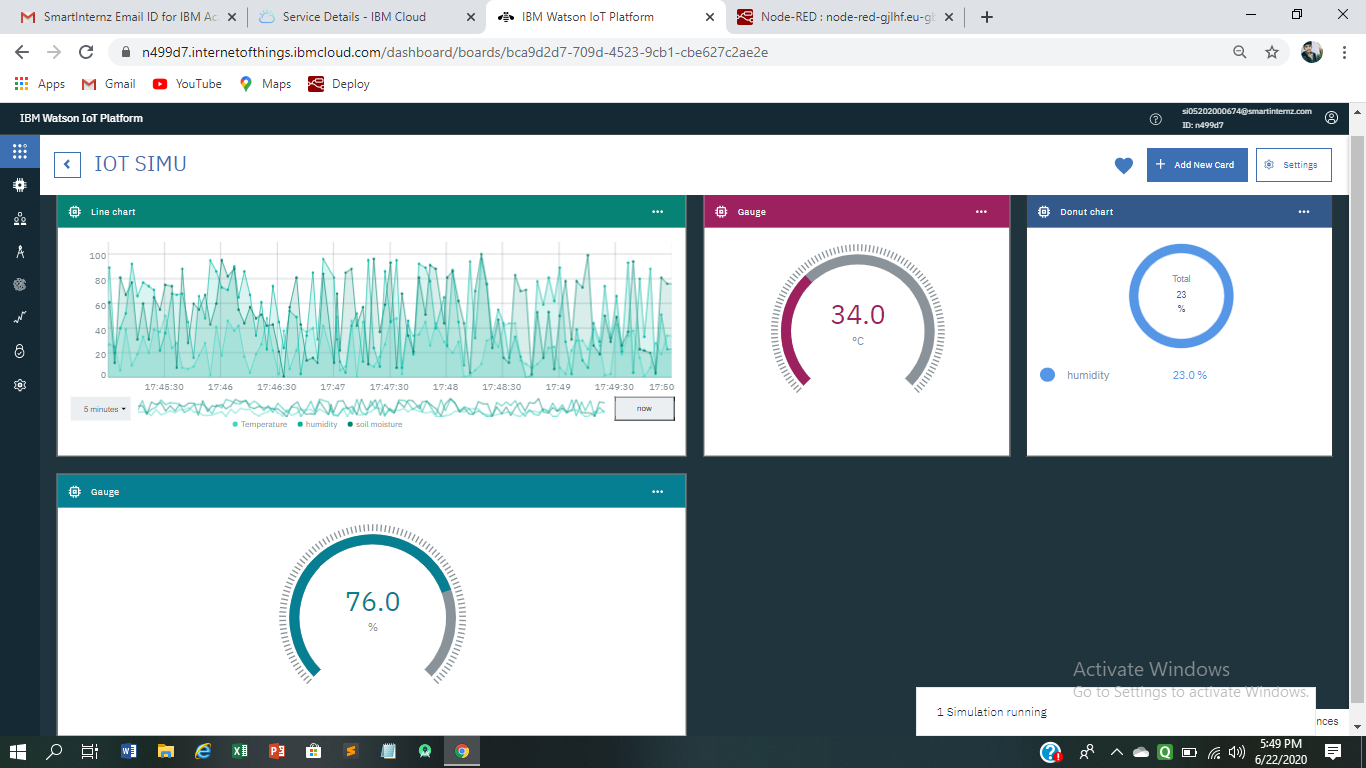 SmartInternz Email ID for IBM Ac
Service Details - IBM Cloud
IBM Watson IoT Platform
Node-RED : node-red-gjlhf.eu-gb
n499d7.internetofthings.ibmcloud.com/dashboard/boards/bca9d2d7-709d-4523-9cb1-cbe627c2ae2e
Apps
Gmail
YouTube
Maps
Deploy
IBM Watson IoT Platform
si05202000674@smartinternz.com
ID: n499d7
IOT SIMU
Add New Card
Settings
Line chart
100
80
60
40
20
0
17:45:30
17:46
17:46:30
17:47
17:47:30
17:48
17:48:30
17:49
17:49:30
17:50
5 minutes
now
Temperature
humidity
soil moisture
Gauge
34.0
°C
Donut chart
Total
23
%
humidity
23.0 %
Gauge
76.0
%
Activate Windows
Go to Settings to activate Windows.
1 Simulation running
nces
5:49 PM
6/22/2020